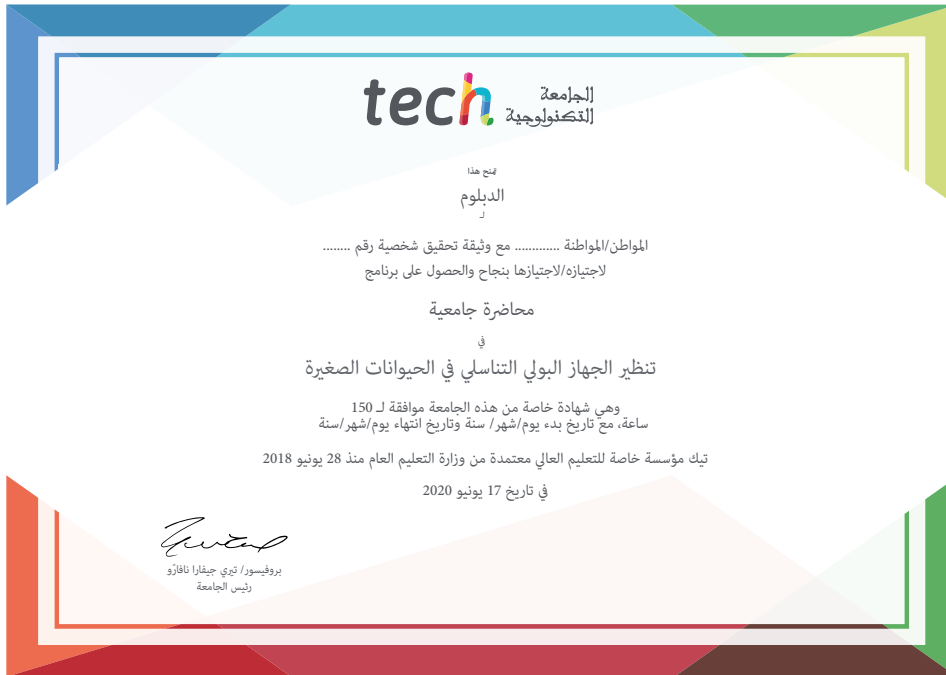 tech الجامعة
التكنولوجية
يمنح هذا
الدبلوم
لـ
المواطن/المواطنة ............ مع وثيقة تحقيق شخصية رقم ........
لاجتيازه/لاجتيازها بنجاح والحصول على برنامج
محاضرة جامعية
في
تنظير الجهاز البولي التناسلي في الحيوانات الصغيرة
وهي شهادة خاصة من هذه الجامعة موافقة لـ 150
ساعة، مع تاريخ بدء يوم/شهر/ سنة وتاريخ انتهاء يوم/شهر/سنة
تيك مؤسسة خاصة للتعليم العالي معتمدة من وزارة التعليم العام منذ 28 يونيو 2018
في تاريخ 17 يونيو 2020
بروفيسور/ تيري جيفارا نافارّو
رئيس الجامعة